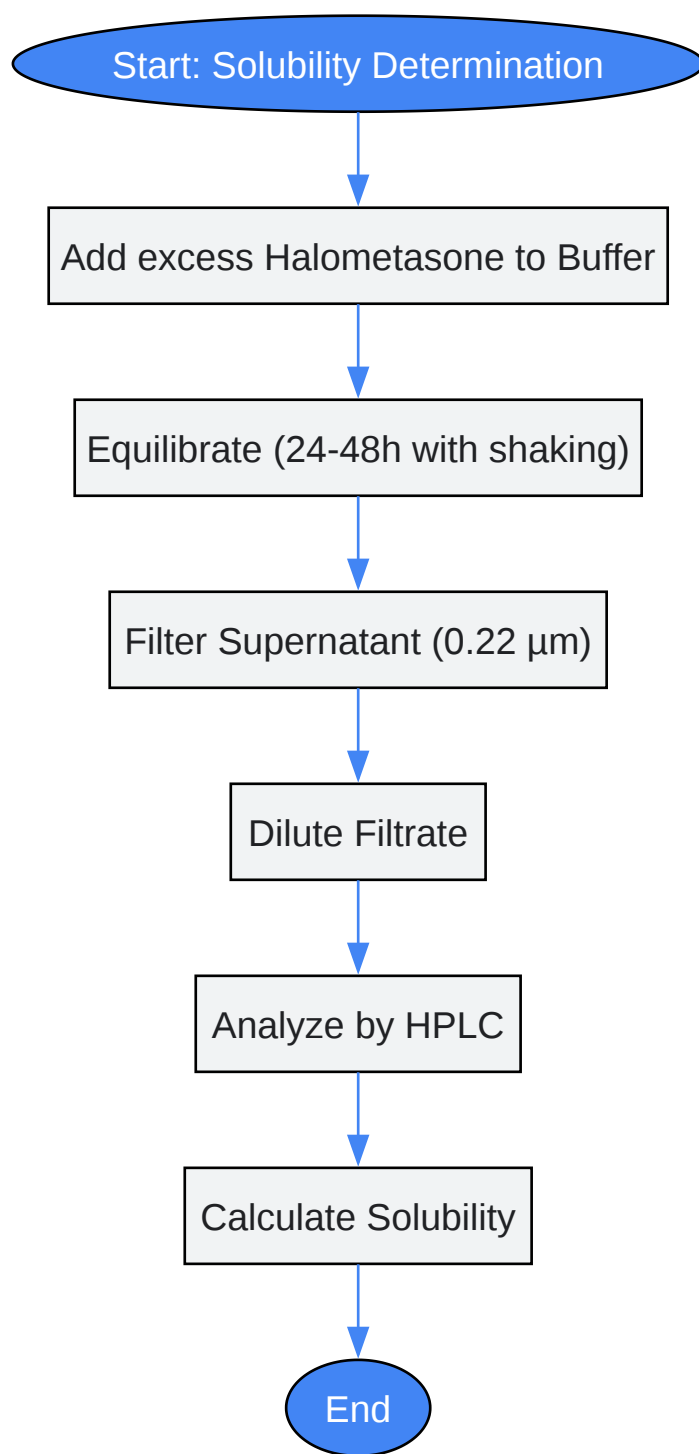 Start: Solubility Determination
Add excess Halometasone to Buffer
Equilibrate (24-48h with shaking)
Filter Supernatant (0.22 µm)
Dilute Filtrate
Analyze by HPLC
Calculate Solubility
End